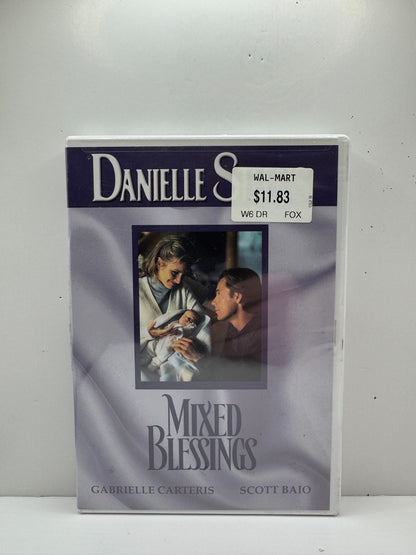 DANIELLE S
WAL-MART
$11.83
W6 DR FOX
MIXED
BLESSINGS
GABRIELLE CARTERIS SCOTT BAIO